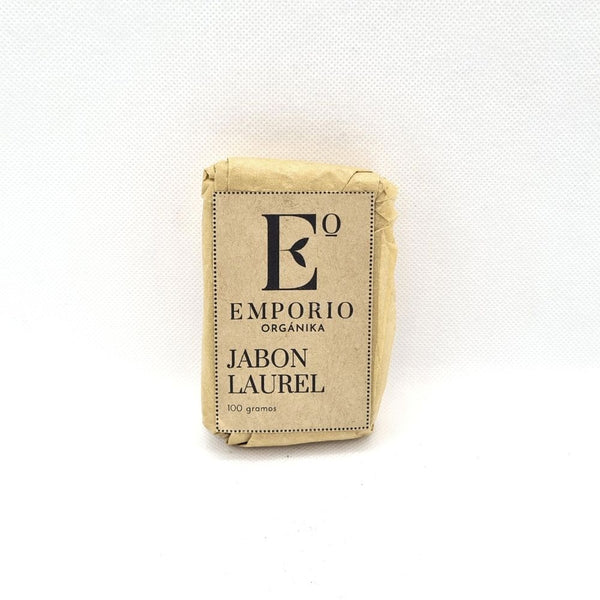 Eº
EMPORIO
ORGÁNIKA
JABON
LAUREL
100 gramos